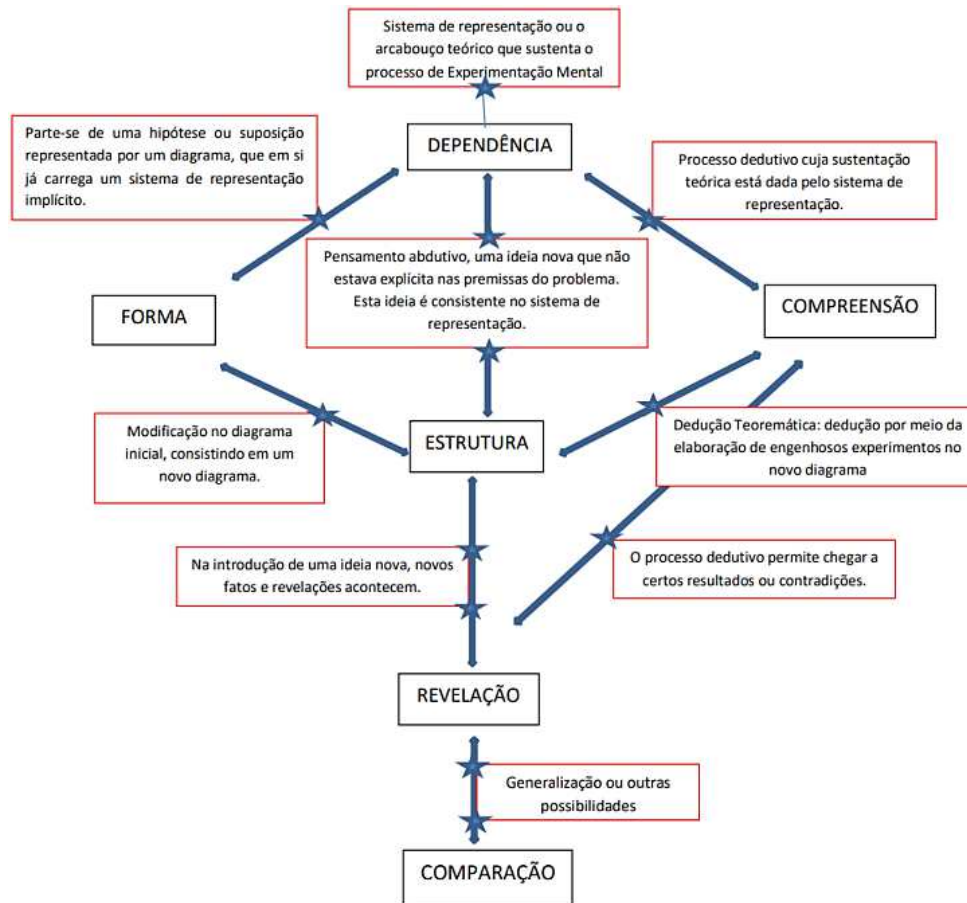 Sistema de representação ou o
arcabouço teórico que sustenta o
processo de Experimentação Mental
Parte-se de uma hipótese ou suposição
representada por um diagrama, que em si
já carrega um sistema de representação
implícito.
DEPENDÊNCIA
Processo dedutivo cuja sustentação
teórica está dada pelo sistema de
representação.
Pensamento abdutivo, uma ideia nova que não
estava explícita nas premissas do problema.
Esta ideia é consistente no sistema de
representação.
FORMA
COMPREENSÃO
Modificação no diagrama
inicial, consistindo em um
novo diagrama.
ESTRUTURA
Dedução Teoremática: dedução por meio da
elaboração de engenhosos experimentos no
novo diagrama
Na introdução de uma ideia nova, novos
fatos e revelações acontecem.
O processo dedutivo permite chegar a
certos resultados ou contradições.
REVELAÇÃO
Generalização ou outras
possibilidades
COMPARAÇÃO